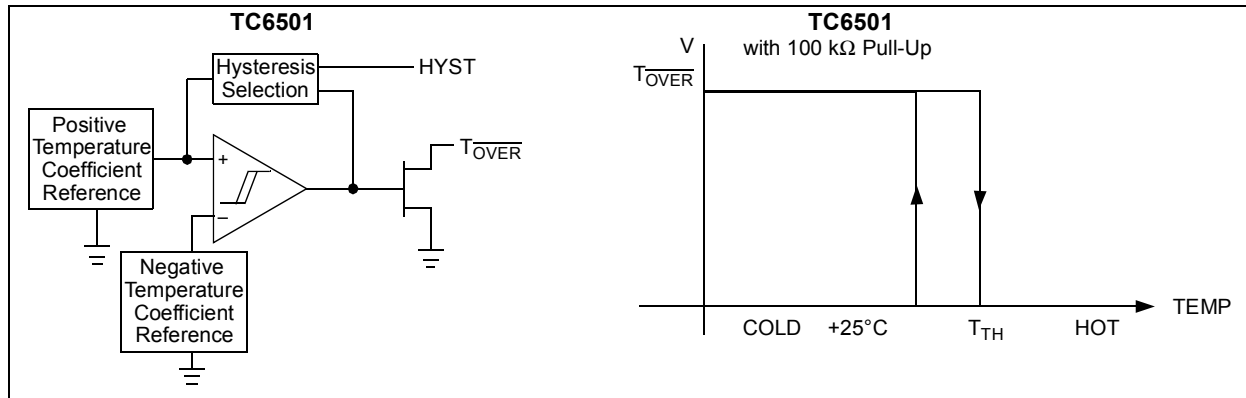 TC6501
Hysteresis
Selection
HYST
Positive
Temperature
Coefficient
Reference
+
–
TOVER
Negative
Temperature
Coefficient
Reference
TC6501
with 100 kΩ Pull-Up
V
TOVER
TEMP
COLD +25°C TTH HOT